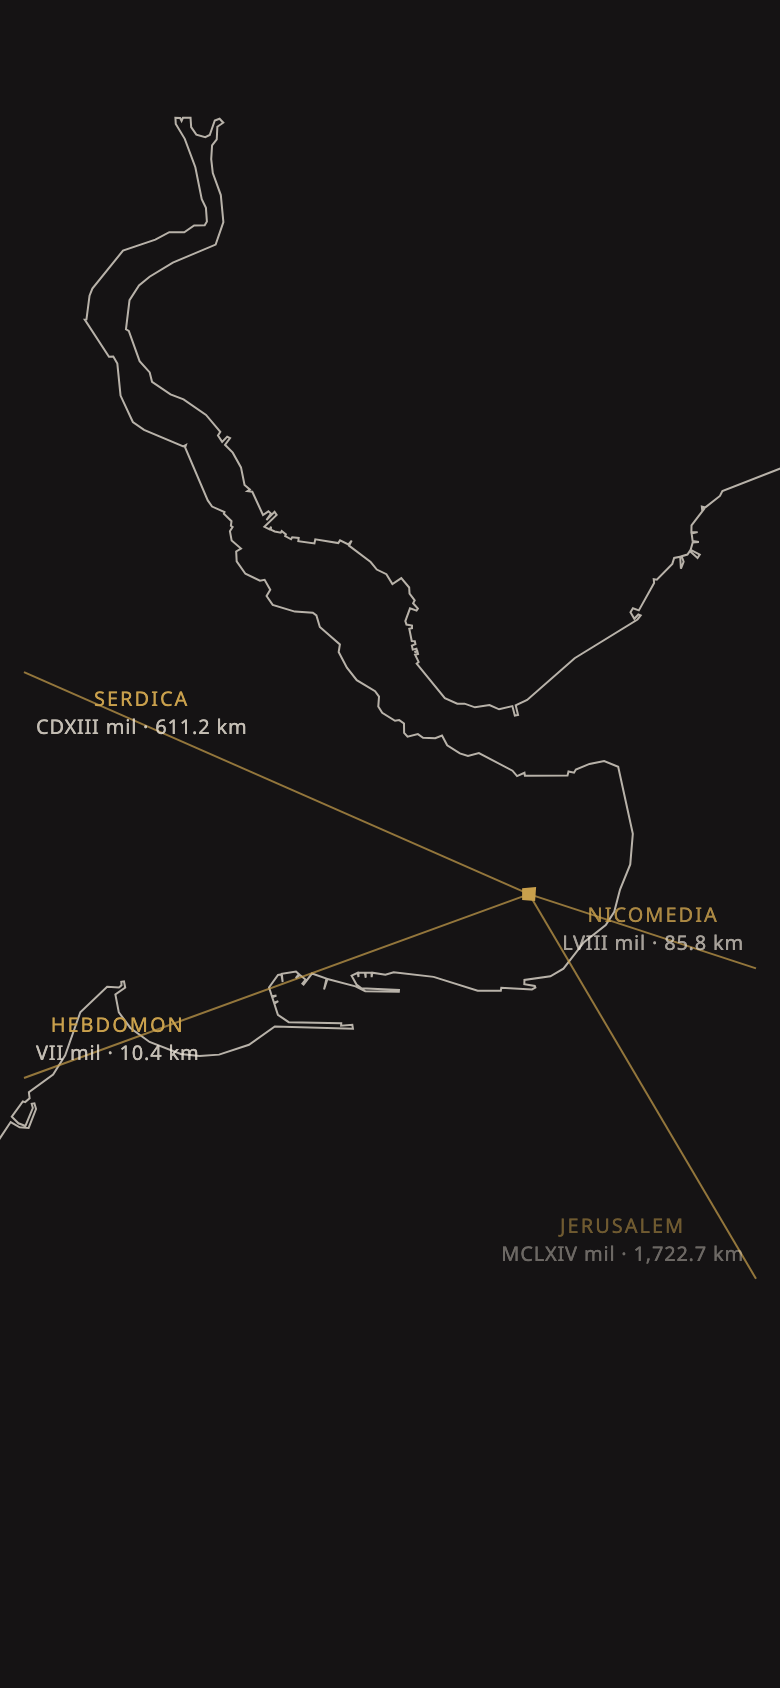 SERDICA
CDXIII mil · 611.2 km
NICOMEDIA
LVIII mil · 85.8 km
HEBDOMON
VII mil · 10.4 km
JERUSALEM
MCLXIV mil · 1,722.7 km